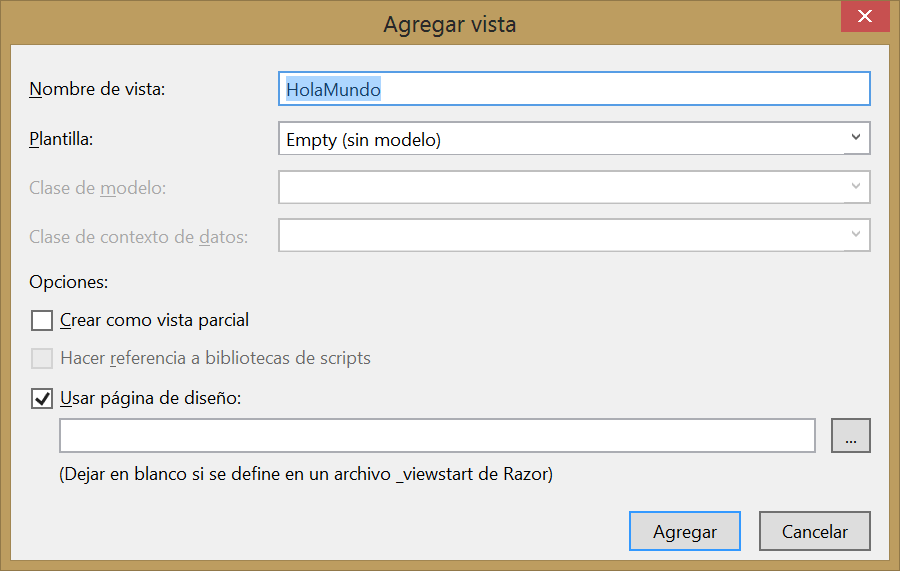 Agregar vista
Nombre de vista:
HolaMundo
Plantilla:
Empty (sin modelo)
Clase de modelo:
Clase de contexto de datos:
Opciones:
Crear como vista parcial
Hacer referencia a bibliotecas de scripts
Usar página de diseño:
...
(Dejar en blanco si se define en un archivo _viewstart de Razor)
Agregar
Cancelar